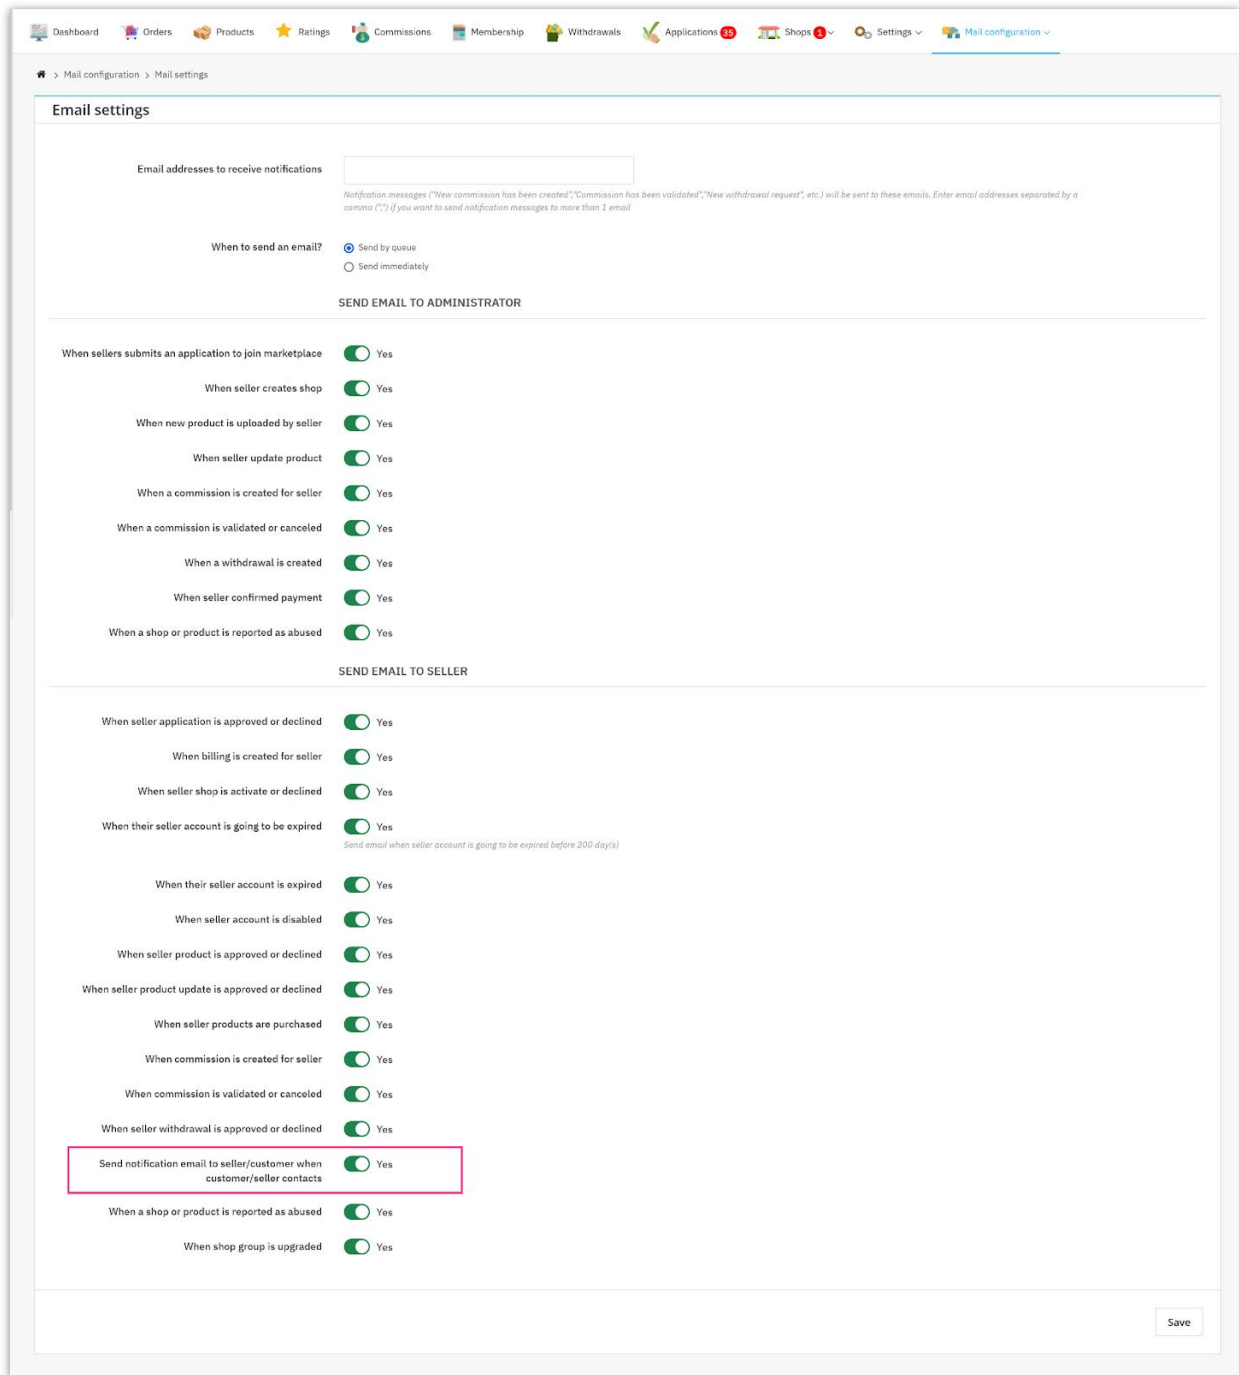 Dashboard Orders Products Ratings Commissions Membership Withdrawals Applications 35 Shops 1 Settings Mail configuration
> Mail configuration > Mail settings
Email settings
Email addresses to receive notifications
Notifcation messages ("New commission has been created","Commission has been validated","New withdrawal request", etc.) will be sent to these emails. Enter email addresses separated by a
comma (",") if you want to send notification messages to more than 1 email
When to send an email? Send by queue
Send immediately
SEND EMAIL TO ADMINISTRATOR
When sellers submits an application to join marketplace Yes
When seller creates shop Yes
When new product is uploaded by seller Yes
When seller update product Yes
When a commission is created for seller Yes
When a commission is validated or canceled Yes
When a withdrawal is created Yes
When seller confirmed payment Yes
When a shop or product is reported as abused Yes
SEND EMAIL TO SELLER
When seller application is approved or declined Yes
When billing is created for seller Yes
When seller shop is activate or declined Yes
When their seller account is going to be expired Yes
Send email when seller account is going to be expired before 200 day(s)
When their seller account is expired Yes
When seller account is disabled Yes
When seller product is approved or declined Yes
When seller product update is approved or declined Yes
When seller products are purchased Yes
When commission is created for seller Yes
When commission is validated or canceled Yes
When seller withdrawal is approved or declined Yes
Send notification email to seller/customer when Yes
customer/seller contacts
When a shop or product is reported as abused Yes
When shop group is upgraded Yes
Save